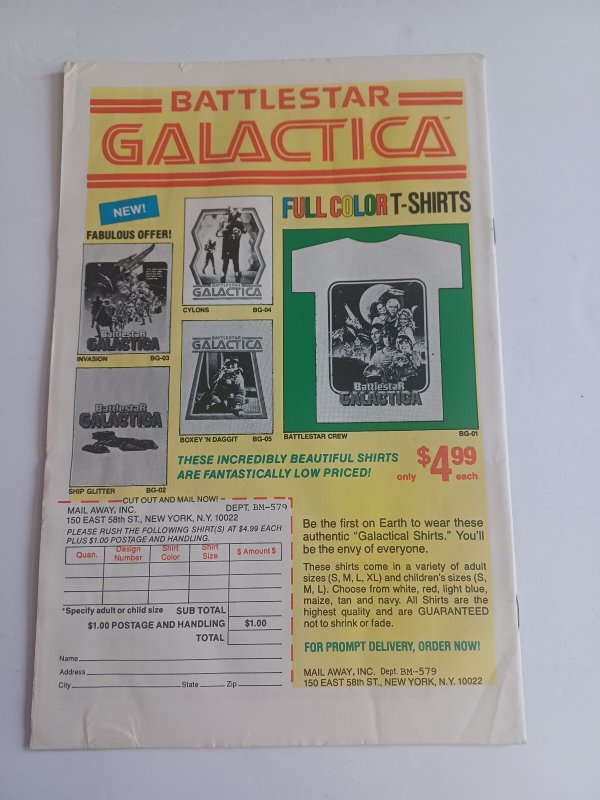 BATTLESTAR
GALACTICA™
NEW!
FULL COLOR T-SHIRTS
FABULOUS OFFER!
BATTLESTAR
GALACTICA
CYLONS BG-04
Battlestar
GALACTICA
INVASION BG-03
BATTLESTAR
GALACTICA
BOXEY 'N DAGGIT BG-05
BattlestaR
GALACTICA
BATTLESTAR CREW BG-01
Battlestar
GALACTICA
SHIP GLITTER BG-02
THESE INCREDIBLY BEAUTIFUL SHIRTS
ARE FANTASTICALLY LOW PRICED!
only $4.99 each
CUT OUT AND MAIL NOW!
MAIL AWAY, INC. DEPT. BM-579
150 EAST 58th ST., NEW YORK, N.Y. 10022
PLEASE RUSH THE FOLLOWING SHIRT(S) AT $4.99 EACH
PLUS $1.00 POSTAGE AND HANDLING.
Quan. Design Number Shirt Color Shirt Size $ Amount $
*Specify adult or child size SUB TOTAL
$1.00 POSTAGE AND HANDLING $1.00
TOTAL
Name
Address
City State Zip
Be the first on Earth to wear these
authentic "Galactical Shirts." You'll
be the envy of everyone.
These shirts come in a variety of adult
sizes (S, M, L, XL) and children's sizes (S,
M, L). Choose from white, red, light blue,
maize, tan and navy. All Shirts are the
highest quality and are GUARANTEED
not to shrink or fade.
FOR PROMPT DELIVERY, ORDER NOW!
MAIL AWAY, INC. Dept. BM-579
150 EAST 58th ST., NEW YORK, N.Y. 10022